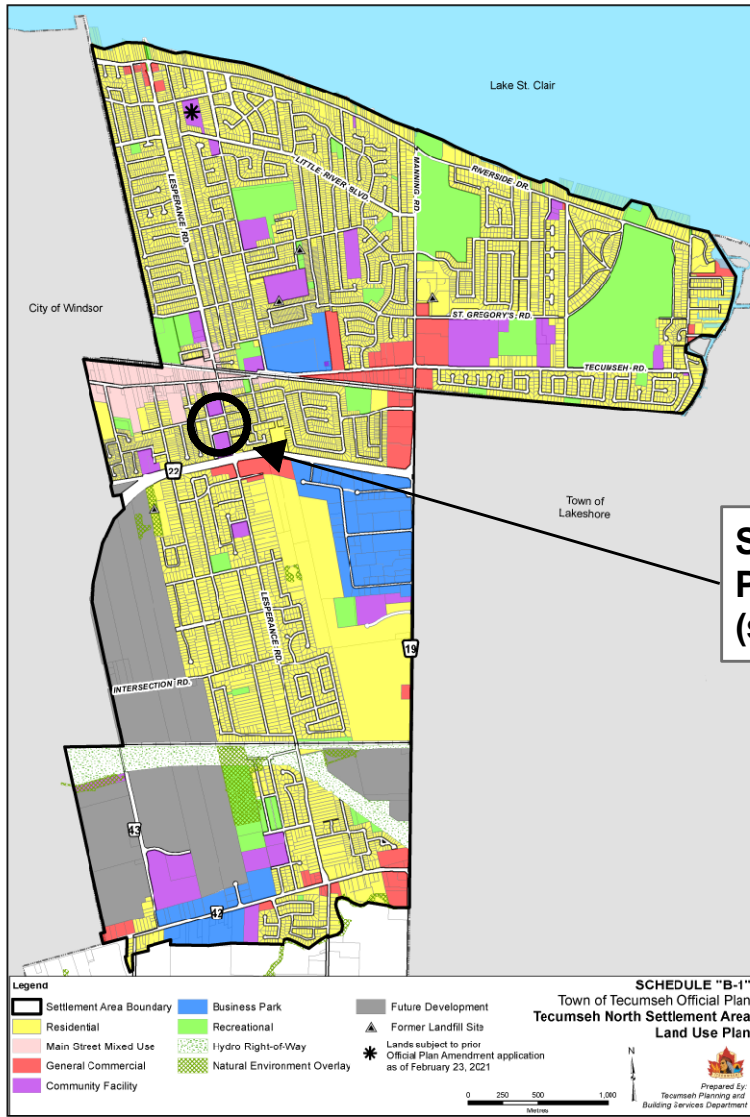 Lake St. Clair
RIVERSIDE DR.
MANNING RD.
LITTLE RIVER BLVD.
LESPERANCE RD.
City of Windsor
ST. GREGORY'S RD.
TECUMSEH RD.
22
Town of
Lakeshore
S
P
(S
LESPERANCE RD.
19
INTERSECTION RD.
43
42
Legend
Settlement Area Boundary
Residential
Main Street Mixed Use
General Commercial
Community Facility
Business Park
Recreational
Hydro Right-of-Way
Natural Environment Overlay
Future Development
Former Landfill Site
Lands subject to prior
Official Plan Amendment application
as of February 23, 2021
SCHEDULE "B-1"
Town of Tecumseh Official Plan
Tecumseh North Settlement Area
Land Use Plan
N
S
Prepared By:
Tecumseh Planning and
Building Services Department
0 250 500 1,000
Metres